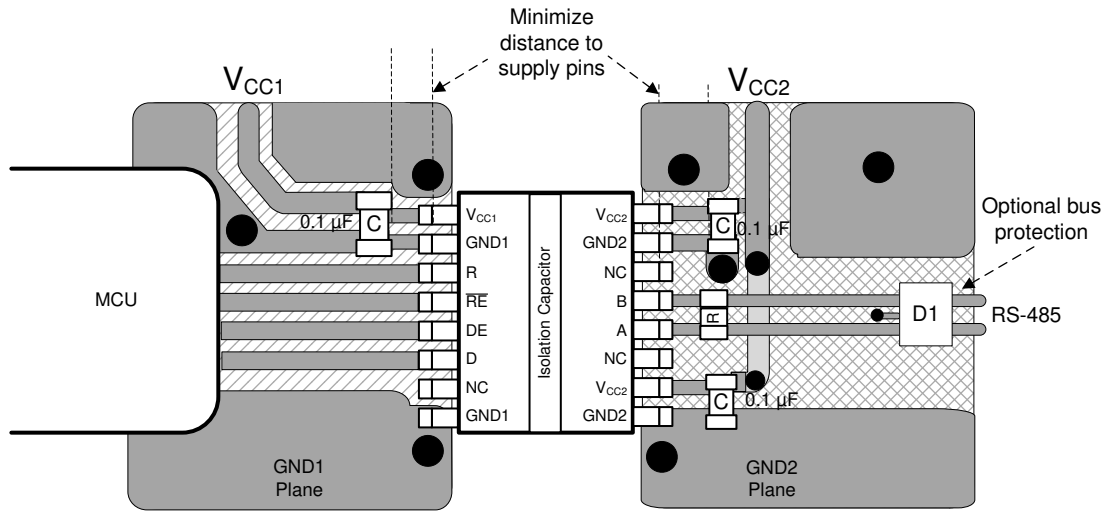 Minimize
distance to
supply pins
VCC1
VCC2
Optional bus
protection
0.1 µF
C
C
0.1 µF
MCU
VCC1
GND1
R
RE
DE
D
NC
GND1
Isolation Capacitor
VCC2
GND2
NC
B
A
NC
VCC2
GND2
R
D1
RS-485
C
0.1 µF
GND1
Plane
GND2
Plane